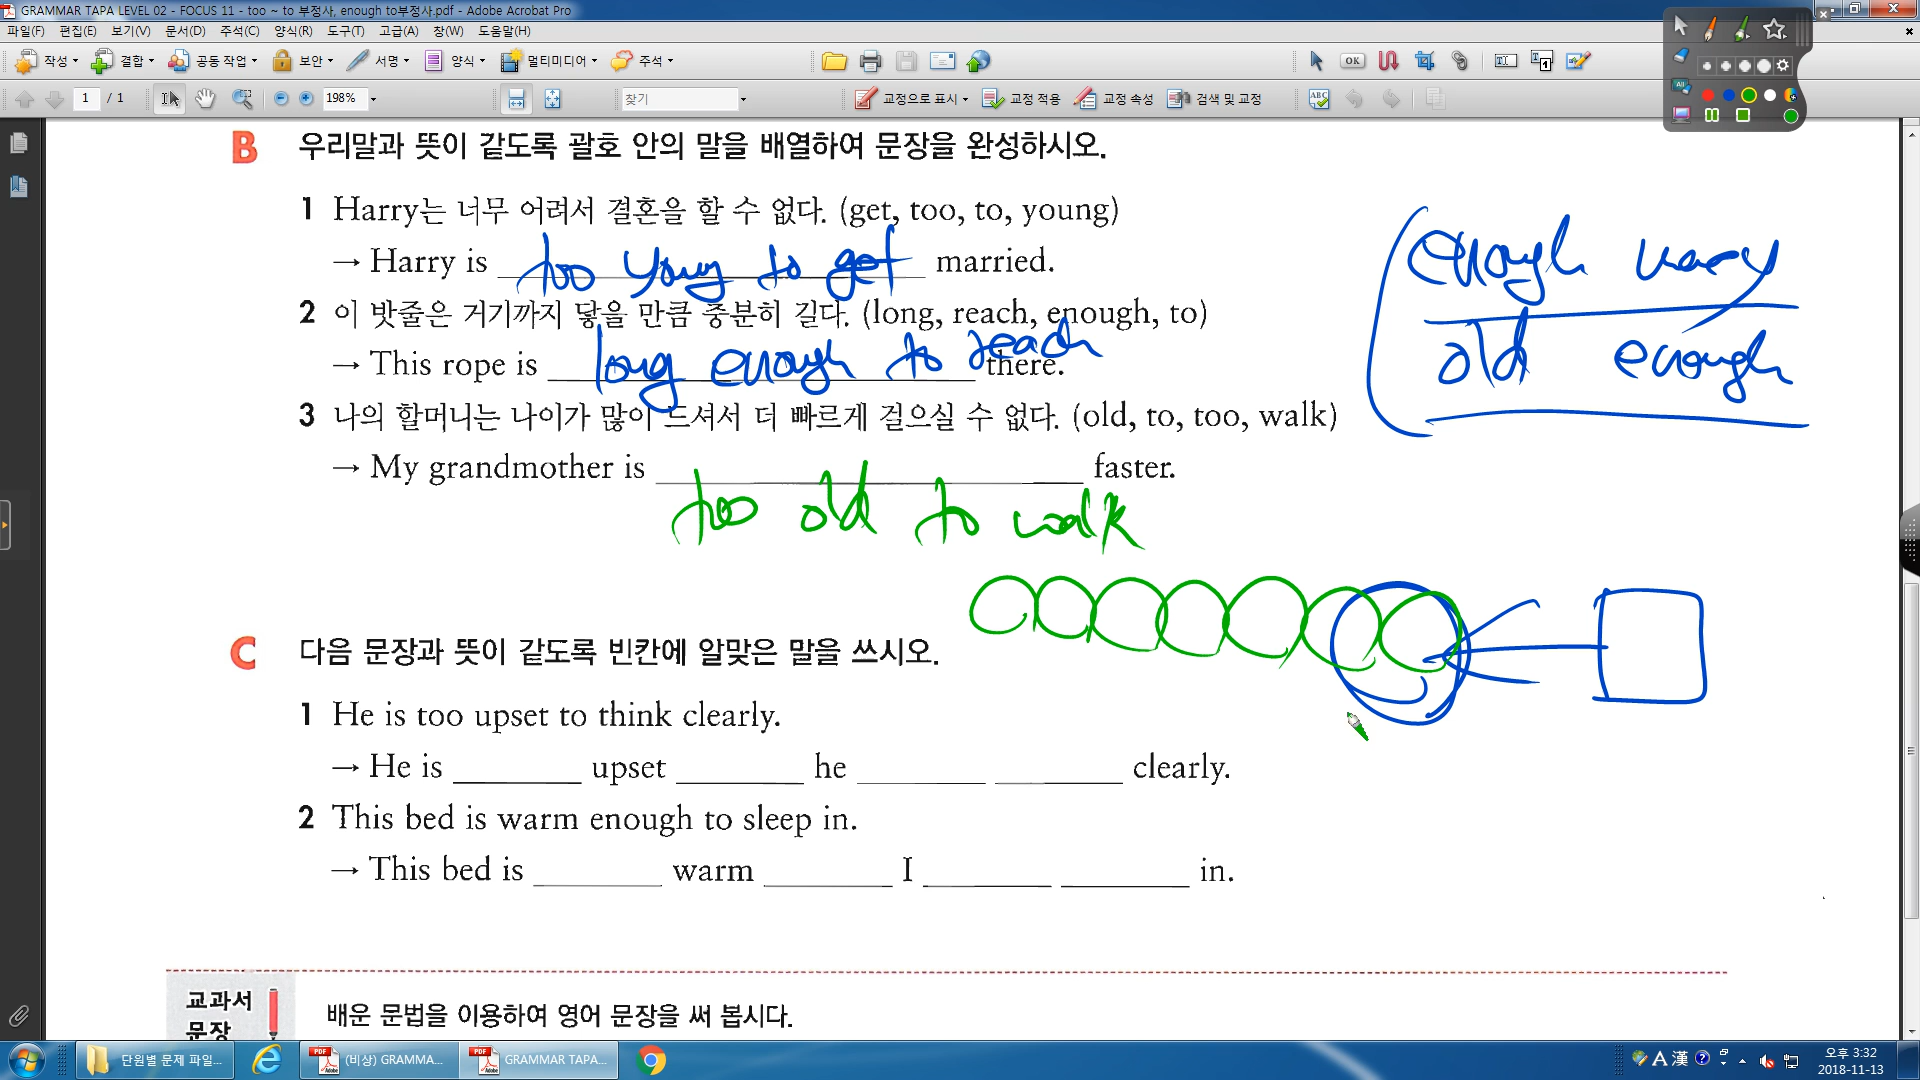 GRAMMAR TAPA LEVEL 02 - FOCUS 11 - too ~ to 부정사, enough to부정사.pdf - Adobe Acrobat Pro
파일(F) 편집(E) 보기(V) 문서(D) 주석(C) 양식(R) 도구(T) 고급(A) 창(W) 도움말(H)
작성 결합 공동 작업 보안 서명 양식 멀티미디어 주석 OK
1 / 1 198% 찾기 교정으로 표시 교정 적용 교정 속성 검색 및 교정 ABC
B 우리말과 뜻이 같도록 괄호 안의 말을 배열하여 문장을 완성하시오.
1 Harry는 너무 어려서 결혼을 할 수 없다. (get, too, to, young)
→ Harry is too young to get married.
enough
2 이 밧줄은 거기까지 닿을 만큼 충분히 길다. (long, reach, enough, to)
→ This rope is long enough to reach there.
old enough
3 나의 할머니는 나이가 많이 드셔서 더 빠르게 걸으실 수 없다. (old, to, too, walk)
→ My grandmother is too old to walk faster.
C 다음 문장과 뜻이 같도록 빈칸에 알맞은 말을 쓰시오.
1 He is too upset to think clearly.
→ He is ________ upset ________ he ________ ________ clearly.
2 This bed is warm enough to sleep in.
→ This bed is ________ warm ________ I ________ ________ in.
교과서
문장
배운 문법을 이용하여 영어 문장을 써 봅시다.
단원별 문제 파일... (비상) GRAMMA... GRAMMAR TAPA... A 漢 오후 3:32
2018-11-13